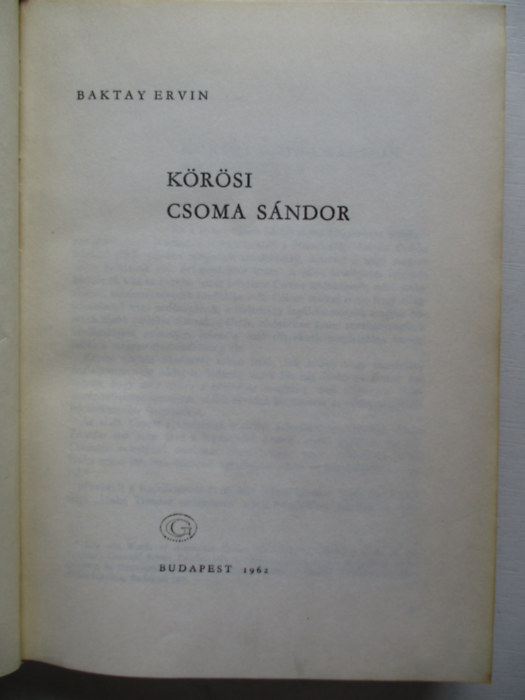 BAKTAY ERVIN
KÖRÖSI
CSOMA SÁNDOR
G
BUDAPEST 1962